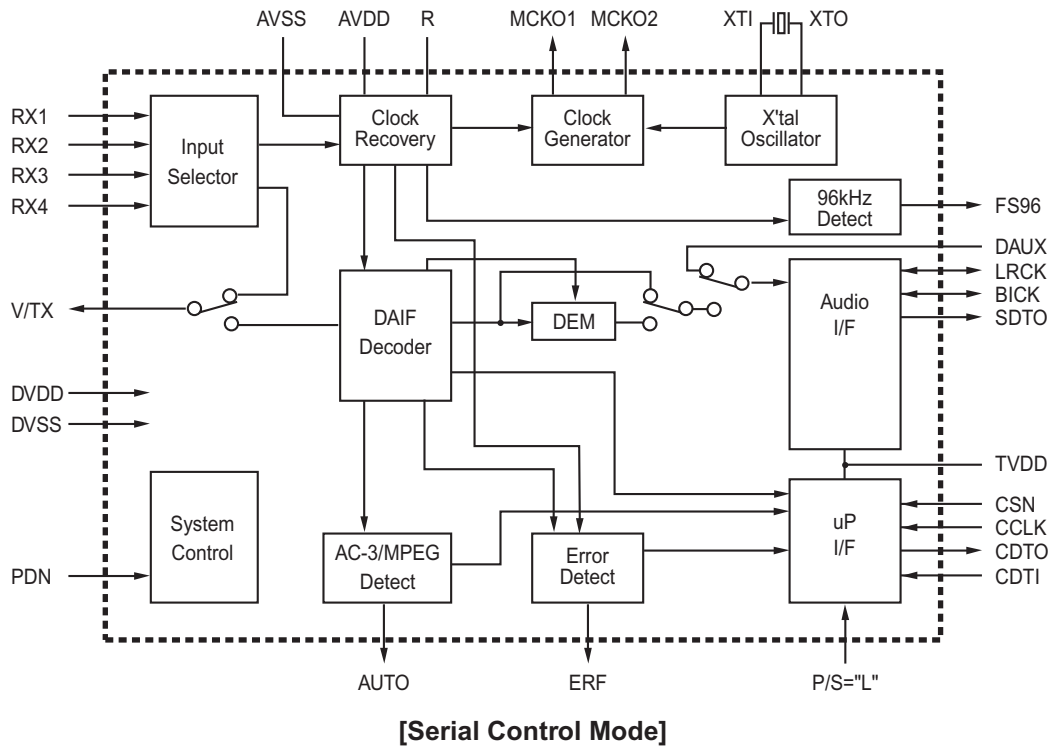 AVSS AVDD R MCKO1 MCKO2 XTI XTO
RX1
RX2
RX3
RX4
Input
Selector
Clock
Recovery
Clock
Generator
X'tal
Oscillator
96kHz
Detect
FS96
DAUX
LRCK
BICK
SDTO
V/TX
DAIF
Decoder
DEM
Audio
I/F
DVDD
DVSS
TVDD
System
Control
PDN
AC-3/MPEG
Detect
Error
Detect
uP
I/F
CSN
CCLK
CDTO
CDTI
AUTO ERF P/S="L"
[Serial Control Mode]